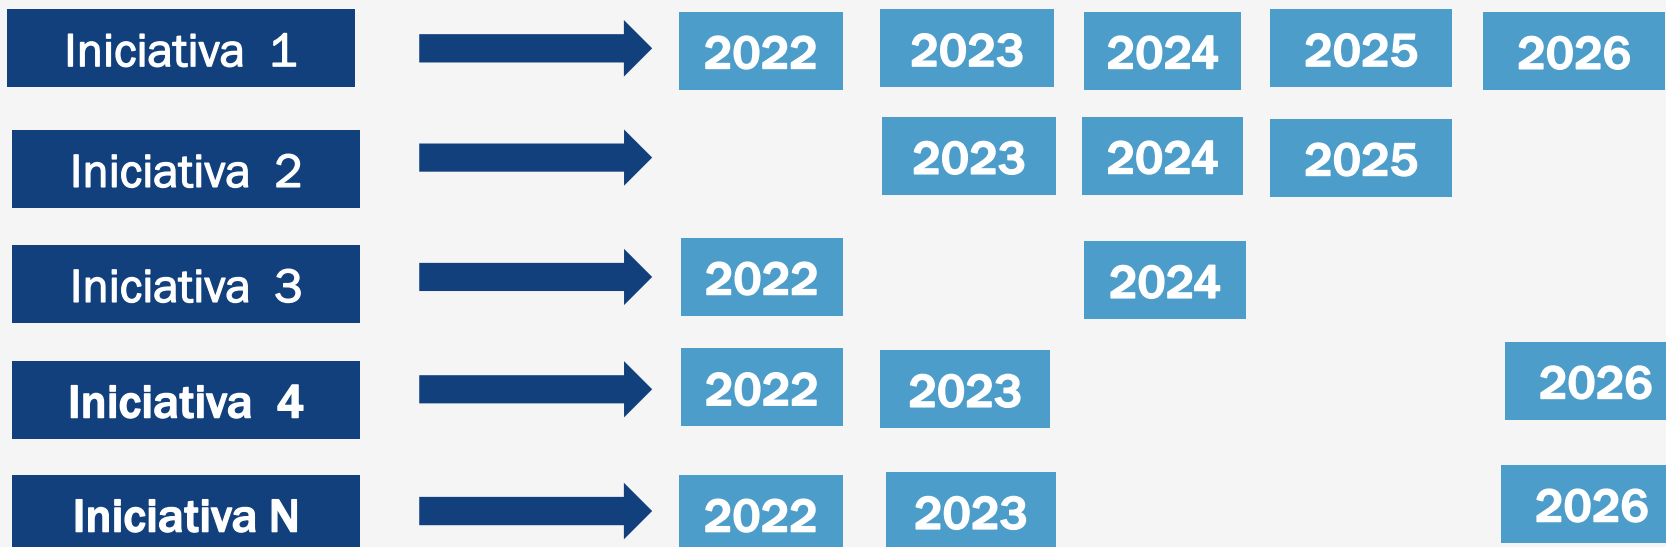 Iniciativa 1 2022 2023 2024 2025 2026
Iniciativa 2 2023 2024 2025
Iniciativa 3 2022 2024
Iniciativa 4 2022 2023 2026
Iniciativa N 2022 2023 2026